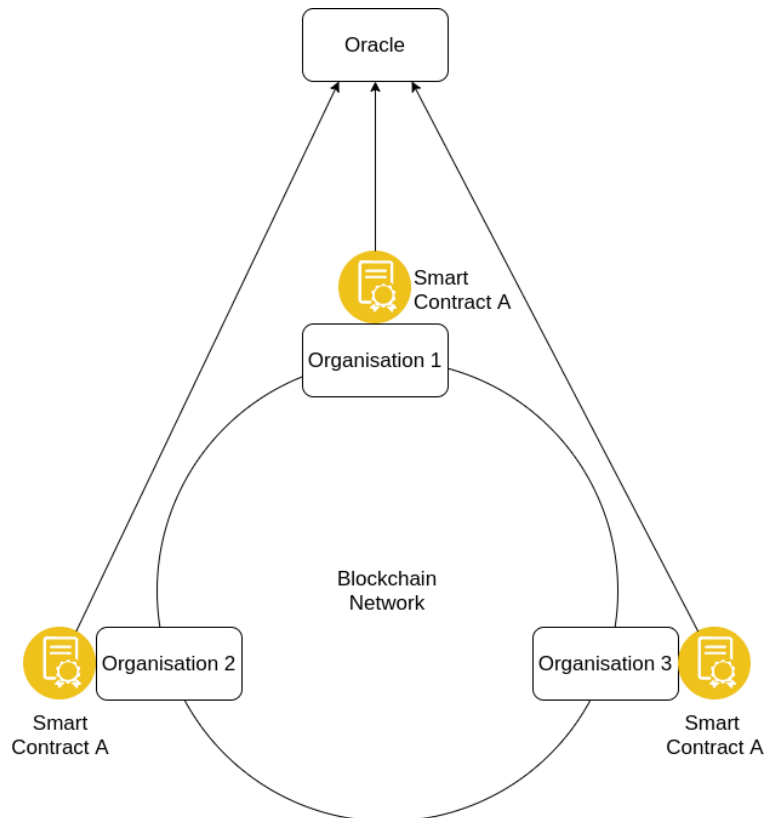 Oracle
Smart
Contract A
Organisation 1
Blockchain
Network
Organisation 2
Organisation 3
Smart
Contract A
Smart
Contract A